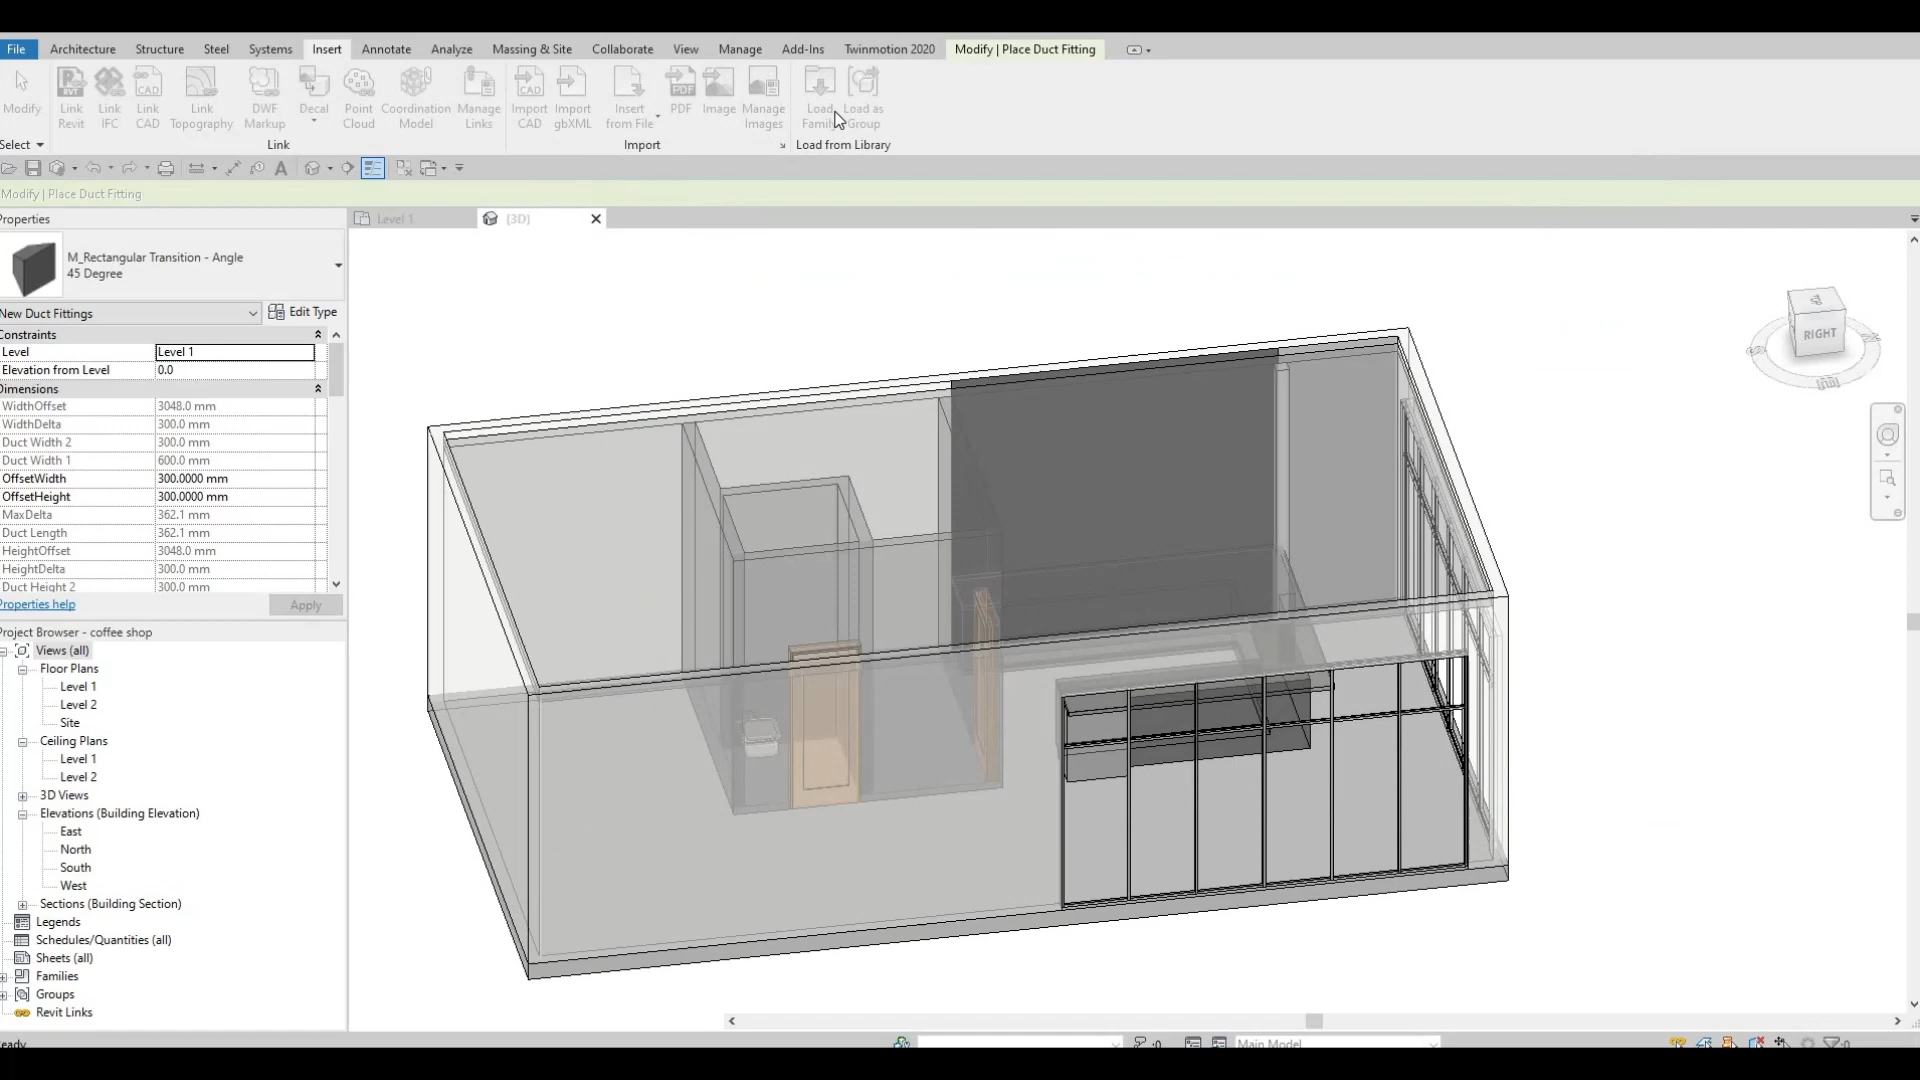 File Architecture Structure Steel Systems Insert Annotate Analyze Massing & Site Collaborate View Manage Add-Ins Twinmotion 2020 Modify | Place Duct Fitting
Modify Link Revit Link IFC Link CAD Link Topography DWF Markup Decal Point Cloud Coordination Model Manage Links Import CAD Import gbXML Insert from File PDF Image Manage Images Load Family Load as Group
Select Link Import Load from Library
Modify | Place Duct Fitting
Properties Level 1 {3D}
M_Rectangular Transition - Angle
45 Degree
New Duct Fittings Edit Type
Constraints
Level Level 1
Elevation from Level 0.0
Dimensions
WidthOffset 3048.0 mm
WidthDelta 300.0 mm
Duct Width 2 300.0 mm
Duct Width 1 600.0 mm
OffsetWidth 300.0000 mm
OffsetHeight 300.0000 mm
MaxDelta 362.1 mm
Duct Length 362.1 mm
HeightOffset 3048.0 mm
HeightDelta 300.0 mm
Duct Height 2 300.0 mm
Properties help Apply
Project Browser - coffee shop
Views (all)
Floor Plans
Level 1
Level 2
Site
Ceiling Plans
Level 1
Level 2
3D Views
Elevations (Building Elevation)
East
North
South
West
Sections (Building Section)
Legends
Schedules/Quantities (all)
Sheets (all)
Families
Groups
Revit Links
eady :0 Main Model :0
RIGHT